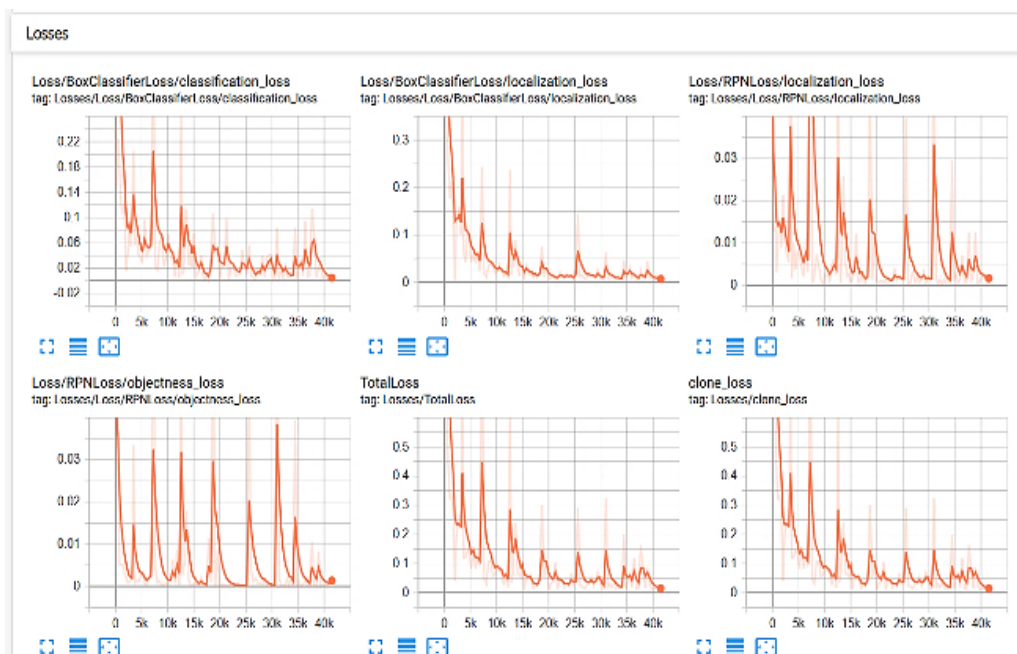 Losses
Loss/BoxClassifierLoss/classification_loss
tag: Losses/Loss/BoxClassifierLoss/classification_loss
0.22
0.18
0.14
0.1
0.06
0.02
-0.02
0 5k 10k 15k 20k 25k 30k 35k 40k
Loss/BoxClassifierLoss/localization_loss
tag: Losses/Loss/BoxClassifierLoss/localization_loss
0.3
0.2
0.1
0
0 5k 10k 15k 20k 25k 30k 35k 40k
Loss/RPNLoss/localization_loss
tag: Losses/Loss/RPNLoss/localization_loss
0.03
0.02
0.01
0
0 5k 10k 15k 20k 25k 30k 35k 40k
Loss/RPNLoss/objectness_loss
tag: Losses/Loss/RPNLoss/objectness_loss
0.03
0.02
0.01
0
0 5k 10k 15k 20k 25k 30k 35k 40k
TotalLoss
tag: Losses/TotalLoss
0.5
0.4
0.3
0.2
0.1
0
0 5k 10k 15k 20k 25k 30k 35k 40k
clone_loss
tag: Losses/clone_loss
0.5
0.4
0.3
0.2
0.1
0
0 5k 10k 15k 20k 25k 30k 35k 40k